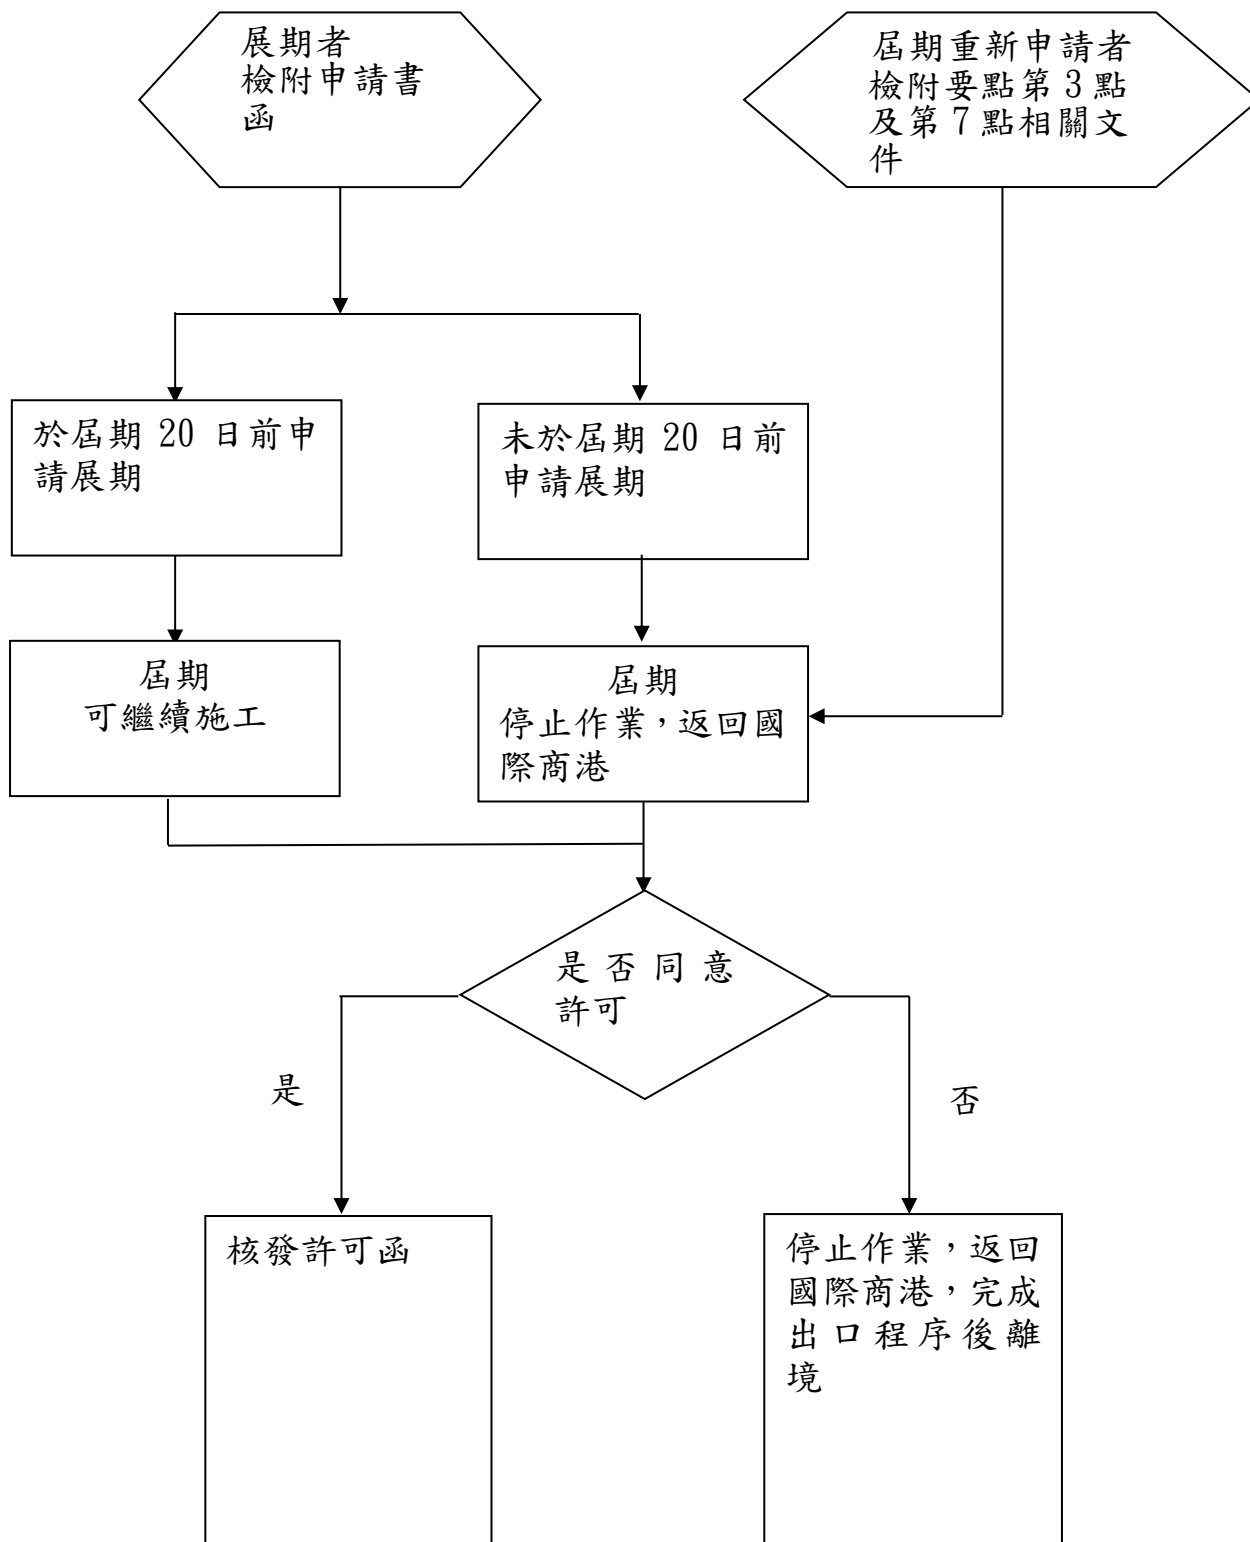 展期者
檢附申請書
函
屆期重新申請者
檢附要點第3點
及第7點相關文
件
於屆期 20 日前申
請展期
未於屆期 20 日前
申請展期
屆期
可繼續施工
屆期
停止作業，返回國
際商港
是否同意
許可
是
否
核發許可函
停止作業，返回
國際商港，完成
出口程序後離
境